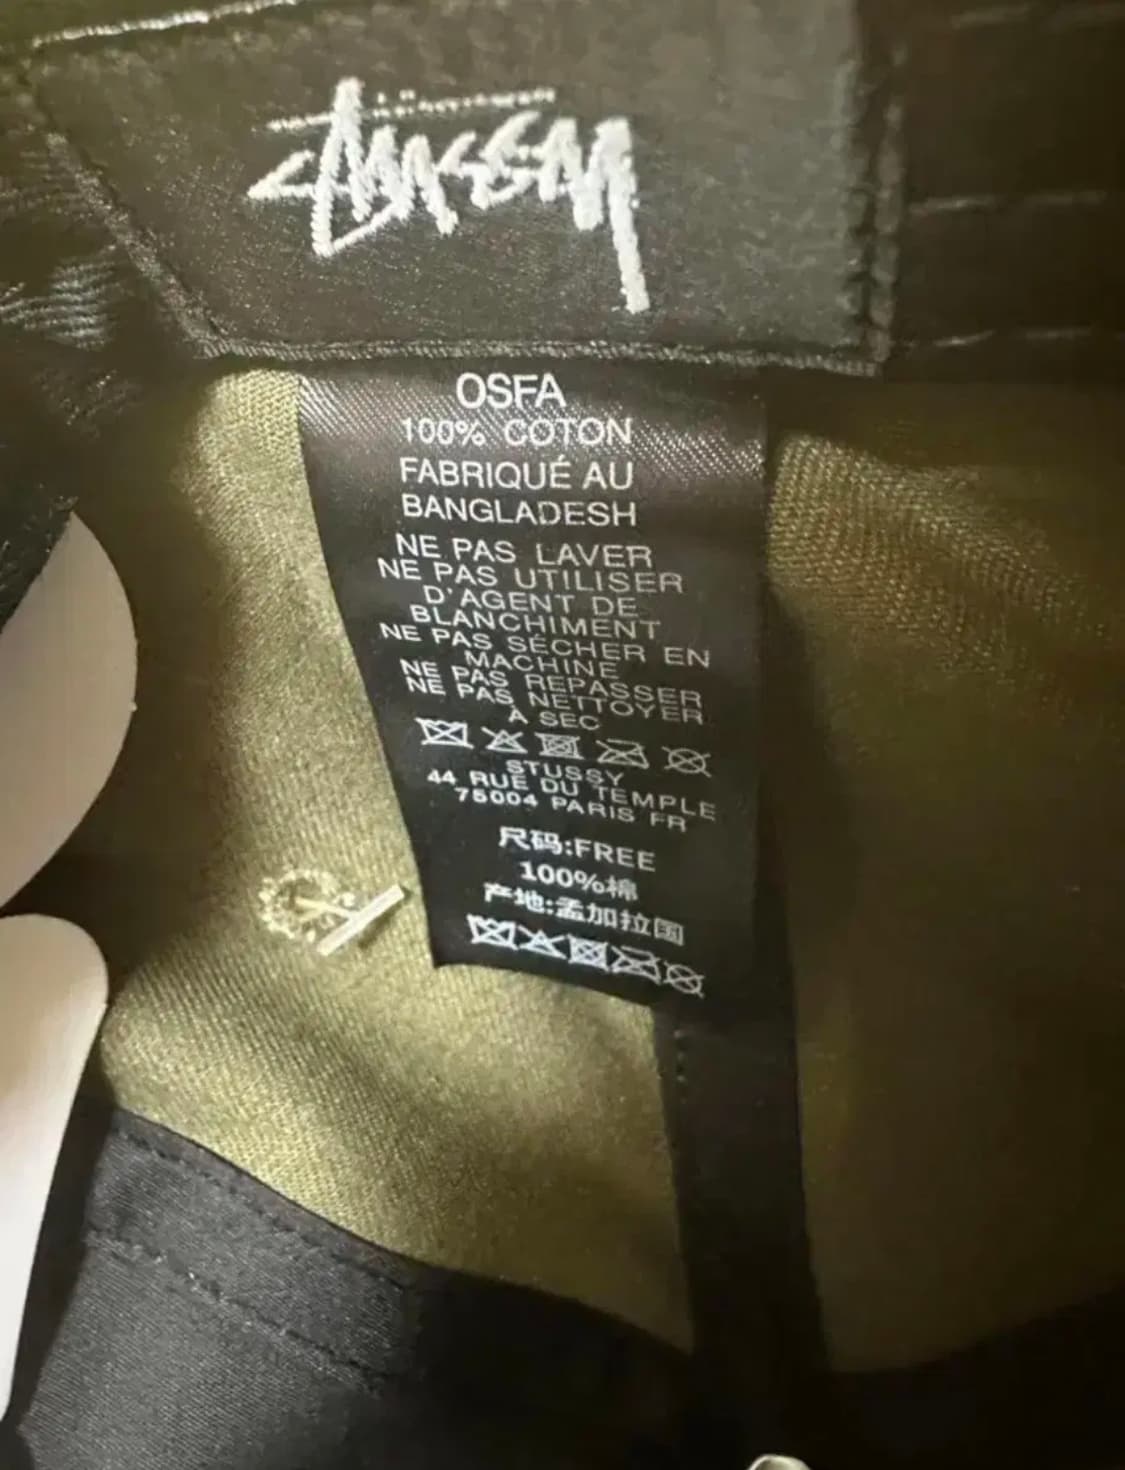 STÜSSY
OSFA
100% COTON
FABRIQUÉ AU
BANGLADESH
NE PAS LAVER
NE PAS UTILISER
D'AGENT DE
BLANCHIMENT
NE PAS SÉCHER EN
MACHINE
NE PAS REPASSER
NE PAS NETTOYER
À SEC
STUSSY
44 RUE DU TEMPLE
75004 PARIS FR
尺码:FREE
100%棉
产地:孟加拉国